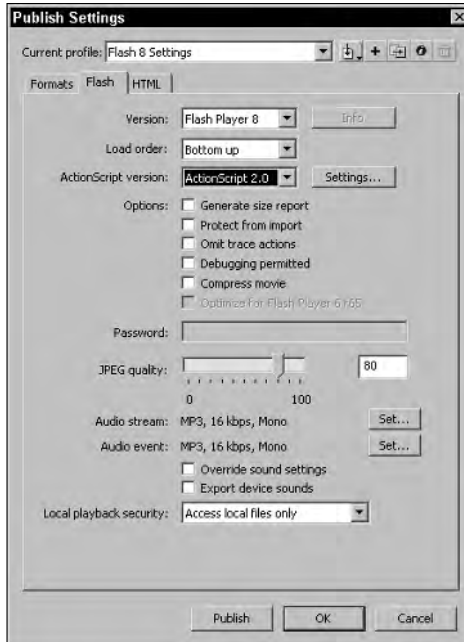 Publish Settings
Current profile: Flash 8 Settings
Formats Flash HTML
Version: Flash Player 8 Info
Load order: Bottom up
ActionScript version: ActionScript 2.0 Settings...
Options: Generate size report
Protect from import
Omit trace actions
Debugging permitted
Compress movie
Optimize for Flash Player 6 r65
Password:
JPEG quality: 80
0 100
Audio stream: MP3, 16 kbps, Mono Set...
Audio event: MP3, 16 kbps, Mono Set...
Override sound settings
Export device sounds
Local playback security: Access local files only
Publish OK Cancel